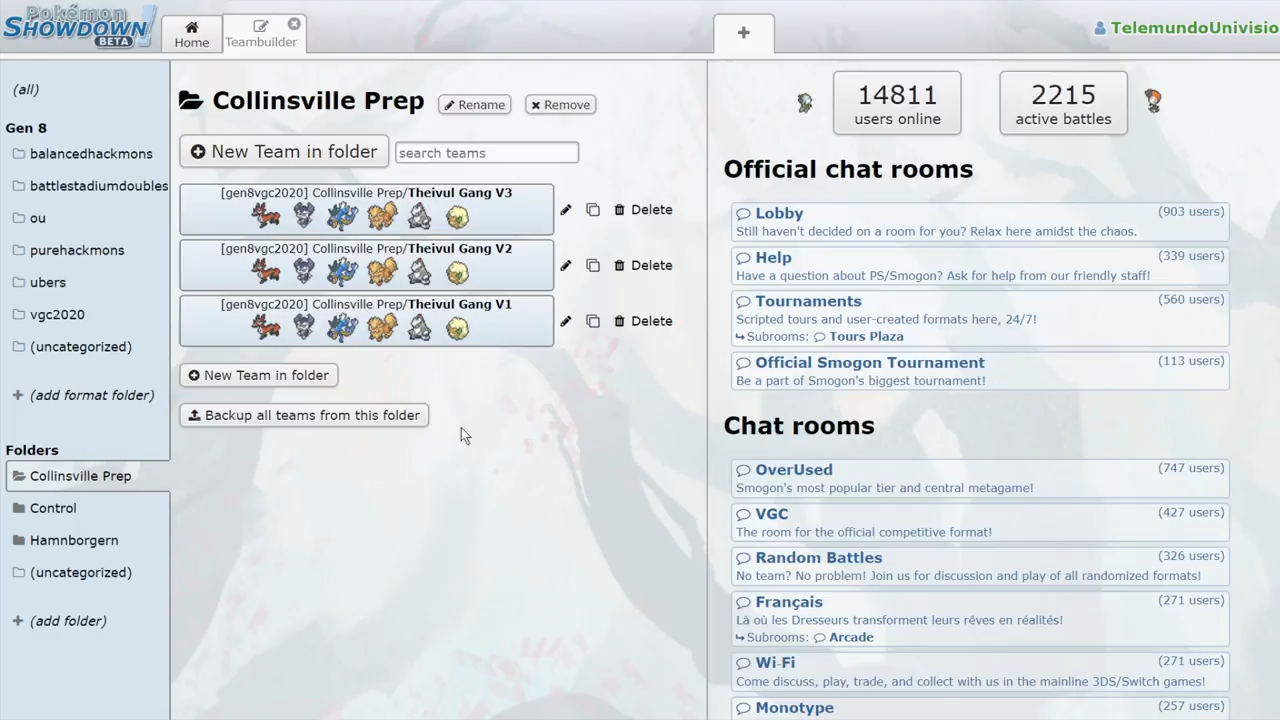 Pokémon
SHOWDOWN!
BETA
Home
Teambuilder
TelemundoUnivisio
(all)
Gen 8
balancedhackmons
battlestadiumdoubles
ou
purehackmons
ubers
vgc2020
(uncategorized)
(add format folder)
Folders
Collinsville Prep
Control
Hamnborgern
(uncategorized)
(add folder)
Collinsville Prep
Rename
Remove
New Team in folder
search teams
[gen8vgc2020] Collinsville Prep/Theivul Gang V3
Delete
[gen8vgc2020] Collinsville Prep/Theivul Gang V2
Delete
[gen8vgc2020] Collinsville Prep/Theivul Gang V1
Delete
New Team in folder
Backup all teams from this folder
14811
users online
2215
active battles
Official chat rooms
Lobby (903 users)
Still haven't decided on a room for you? Relax here amidst the chaos.
Help (339 users)
Have a question about PS/Smogon? Ask for help from our friendly staff!
Tournaments (560 users)
Scripted tours and user-created formats here, 24/7!
Subrooms: Tours Plaza
Official Smogon Tournament (113 users)
Be a part of Smogon's biggest tournament!
Chat rooms
OverUsed (747 users)
Smogon's most popular tier and central metagame!
VGC (427 users)
The room for the official competitive format!
Random Battles (326 users)
No team? No problem! Join us for discussion and play of all randomized formats!
Français (271 users)
Là où les Dresseurs transforment leurs rêves en réalités!
Subrooms: Arcade
Wi-Fi (271 users)
Come discuss, play, trade, and collect with us in the mainline 3DS/Switch games!
Monotype (257 users)